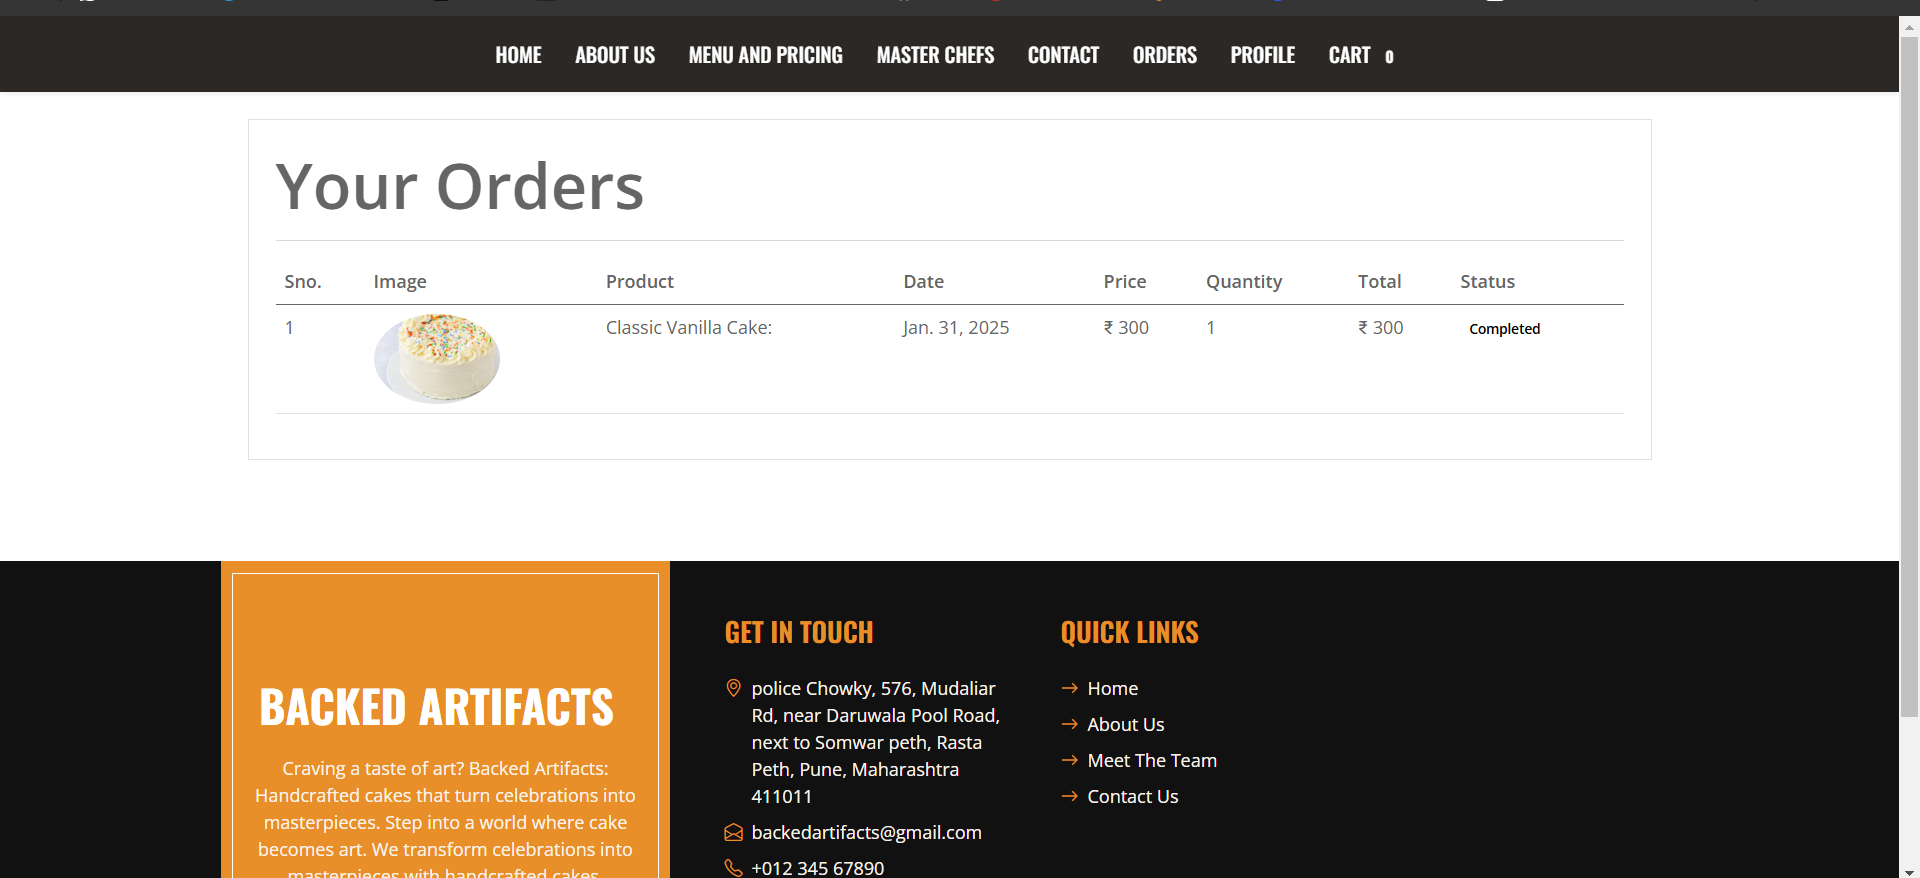 HOME ABOUT US MENU AND PRICING MASTER CHEFS CONTACT ORDERS PROFILE CART 0
Your Orders
Sno. Image Product Date Price Quantity Total Status
1 Classic Vanilla Cake: Jan. 31, 2025 ₹ 300 1 ₹ 300 Completed
BACKED ARTIFACTS
Craving a taste of art? Backed Artifacts:
Handcrafted cakes that turn celebrations into
masterpieces. Step into a world where cake
becomes art. We transform celebrations into
masterpieces with handcrafted cakes
GET IN TOUCH
police Chowky, 576, Mudaliar
Rd, near Daruwala Pool Road,
next to Somwar peth, Rasta
Peth, Pune, Maharashtra
411011
backedartifacts@gmail.com
+012 345 67890
QUICK LINKS
Home
About Us
Meet The Team
Contact Us